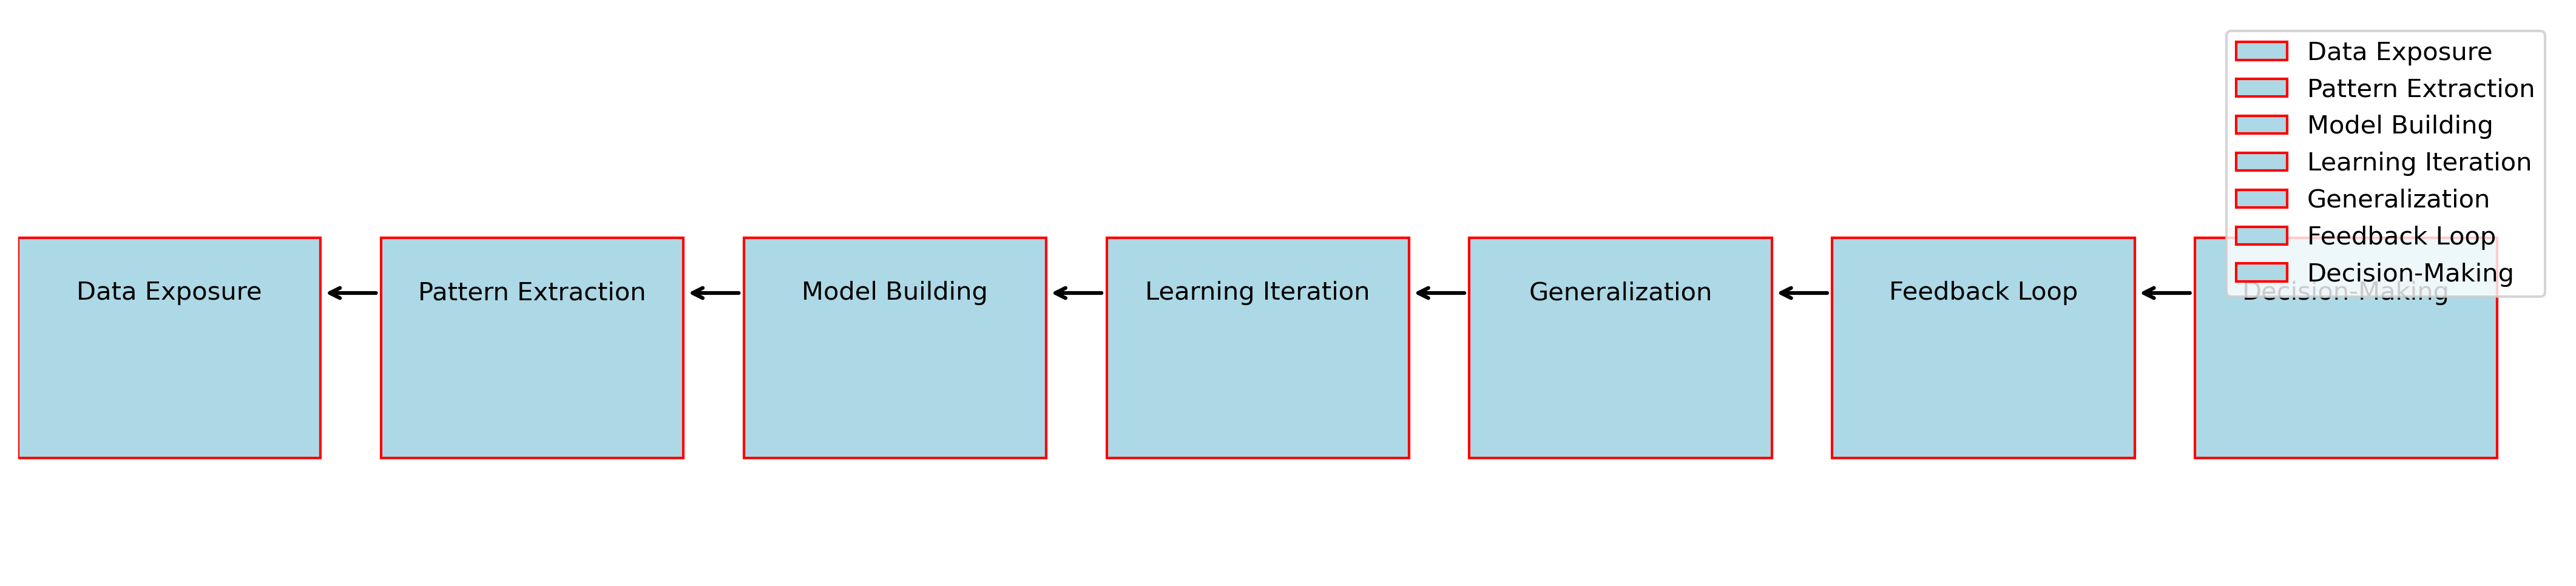 Data Exposure
Pattern Extraction
Model Building
Learning Iteration
Generalization
Feedback Loop
Decision-Making
Data Exposure
Pattern Extraction
Model Building
Learning Iteration
Generalization
Feedback Loop
Decision-Making